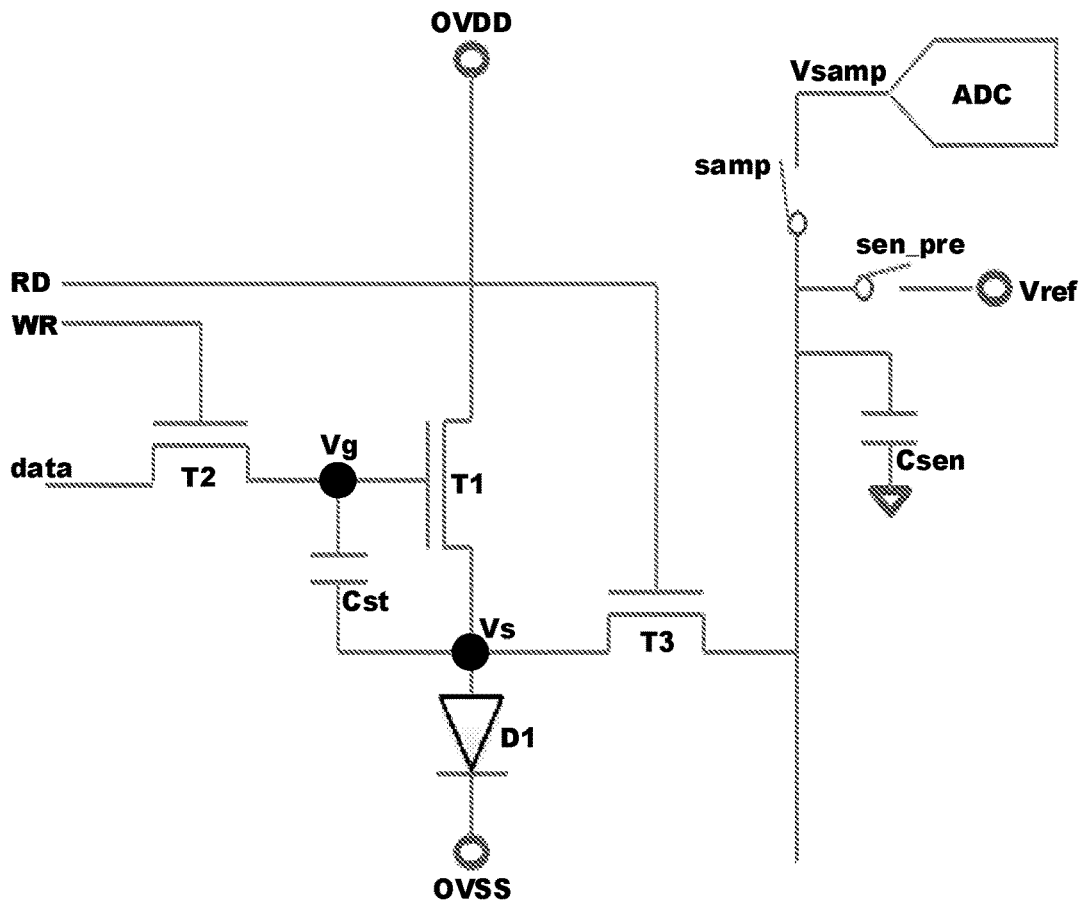 OVDD
Vsamp
ADC
samp
sen_pre
RD
Vref
WR
Vg
data
T2
T1
Csen
Cst
Vs
T3
D1
OVSS